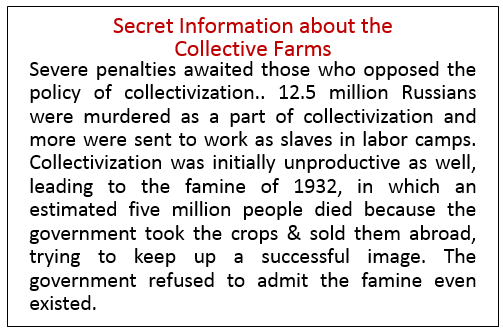 Secret Information about the
Collective Farms
Severe penalties awaited those who opposed the
policy of collectivization.. 12.5 million Russians
were murdered as a part of collectivization and
more were sent to work as slaves in labor camps.
Collectivization was initially unproductive as well,
leading to the famine of 1932, in which an
estimated five million people died because the
government took the crops & sold them abroad,
trying to keep up a successful image. The
government refused to admit the famine even
existed.